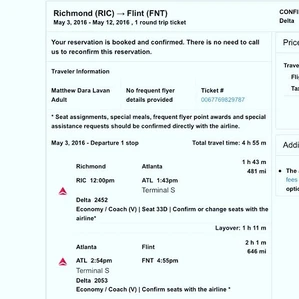 Richmond (RIC) → Flint (FNT)
May 3, 2016 - May 12, 2016 , 1 round trip ticket
CONFI
Delta
Your reservation is booked and confirmed. There is no need to call
us to reconfirm this reservation.
Price
Traveler Information
Trave
Matthew Dara Lavan
Adult
No frequent flyer
details provided
Ticket #
0067769829787
Flig
Ta
* Seat assignments, special meals, frequent flyer point awards and special
assistance requests should be confirmed directly with the airline.
May 3, 2016 - Departure 1 stop
Total travel time: 4 h 55 m
Addi
Richmond
Atlanta
1 h 43 m
481 mi
RIC 12:00pm
ATL 1:43pm
Terminal S
• The
fees
optic
Delta 2452
Economy / Coach (V) | Seat 33D | Confirm or change seats with the
airline*
Layover: 1 h 11 m
Atlanta
Flint
2 h 1 m
646 mi
ATL 2:54pm
FNT 4:55pm
Terminal S
Delta 2053
Economy / Coach (V) | Confirm seats with the airline *